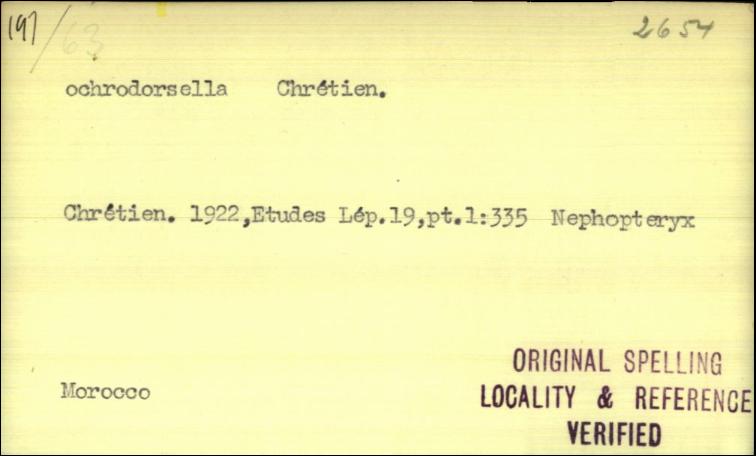 197/63 2654
ochrodorsella Chrétien.
Chrétien. 1922,Etudes Lép.19,pt.1:335 Nephopteryx
Morocco
ORIGINAL SPELLING
LOCALITY & REFERENCE
VERIFIED